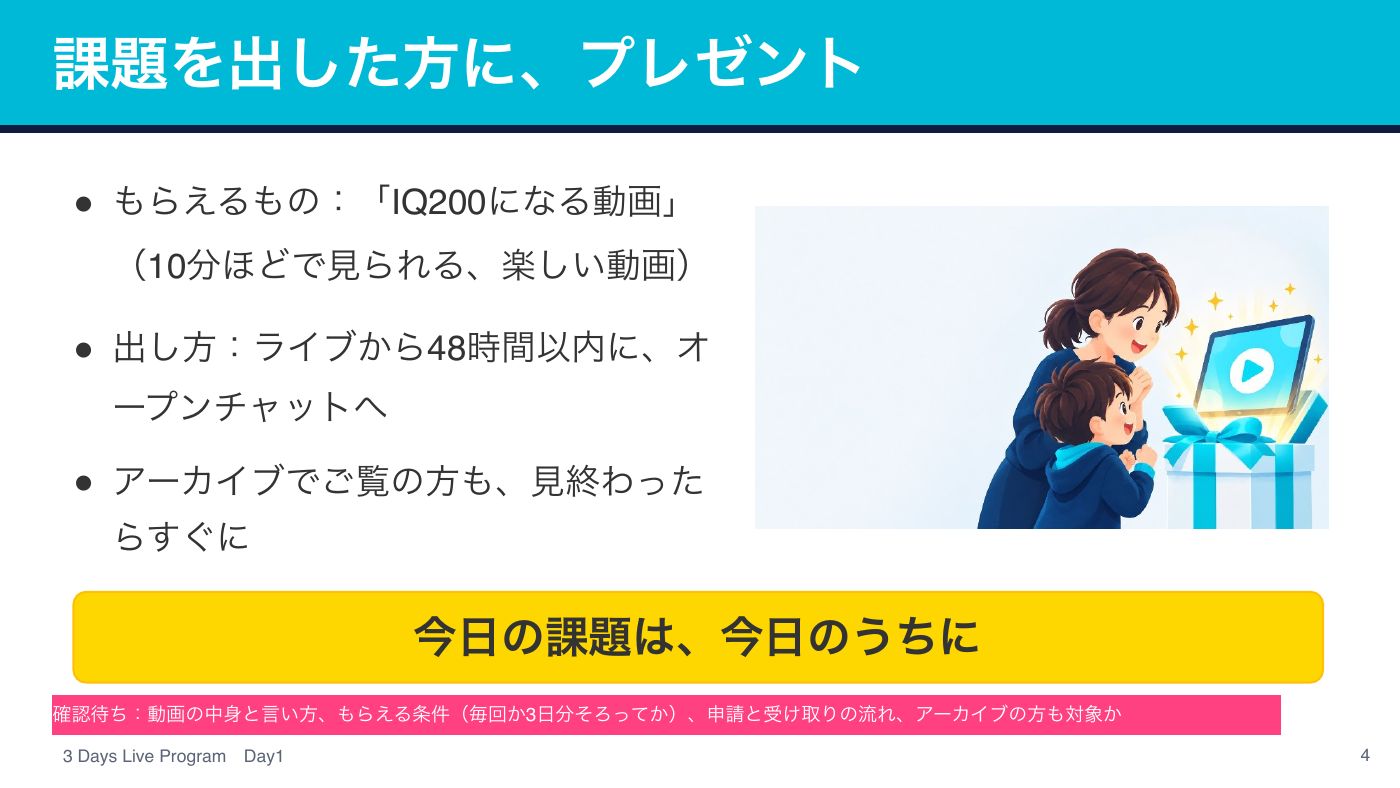 課題を出した方に、プレゼント
● もらえるもの：「IQ200になる動画」
（10分ほどで見られる、楽しい動画）
● 出し方：ライブから48時間以内に、オ
ープンチャットへ
● アーカイブでご覧の方も、見終わった
らすぐに
今日の課題は、今日のうちに
確認待ち：動画の中身と言い方、もらえる条件（毎回か3日分そろってか）、申請と受け取りの流れ、アーカイブの方も対象か
3 Days Live Program　Day1
4